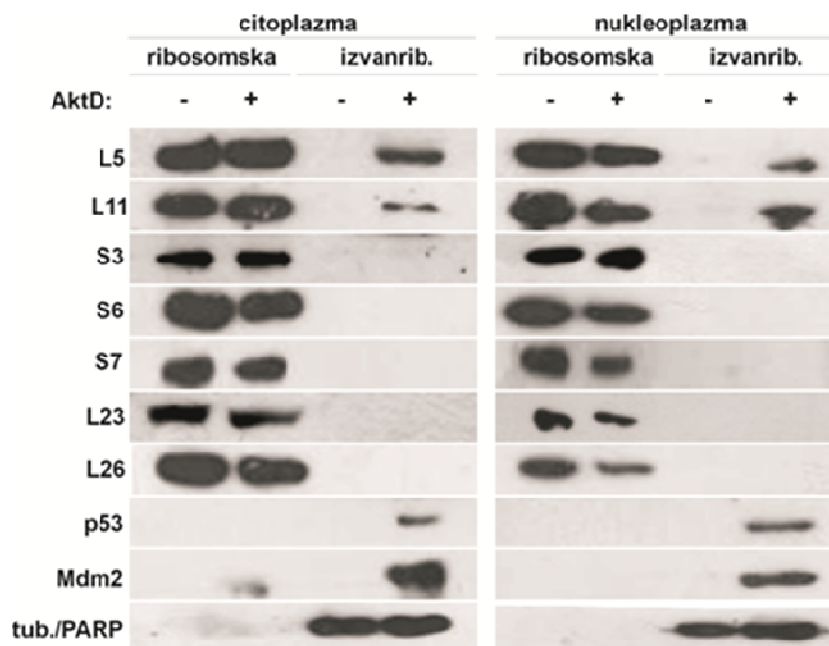 citoplazma nukleoplazma
ribosomska izvanrib. ribosomska izvanrib.
AktD: - + - + - + - +
L5
L11
S3
S6
S7
L23
L26
p53
Mdm2
tub./PARP